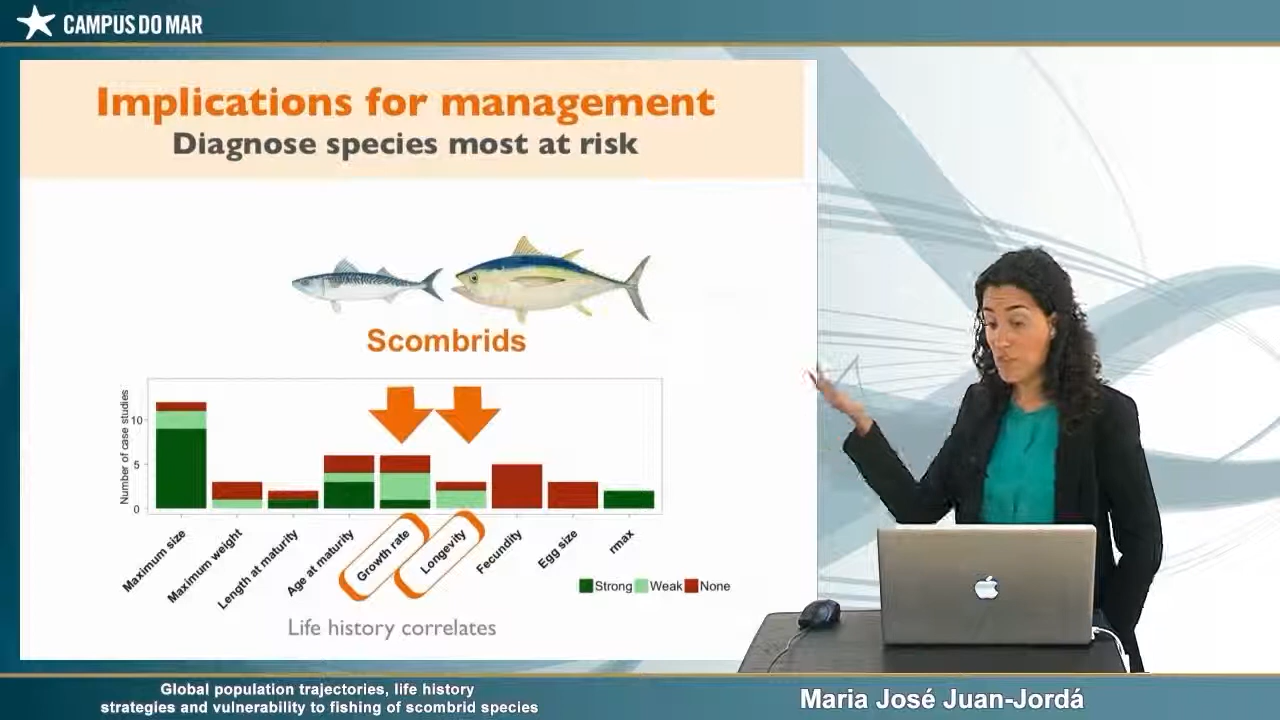 CAMPUS DO MAR
Implications for management
Diagnose species most at risk
Scombrids
Number of case studies
10
5
0
Maximum size
Maximum weight
Length at maturity
Age at maturity
Growth rate
Longevity
Fecundity
Egg size
rmax
Strong Weak None
Life history correlates
Global population trajectories, life history
strategies and vulnerability to fishing of scombrid species
Maria José Juan-Jordá